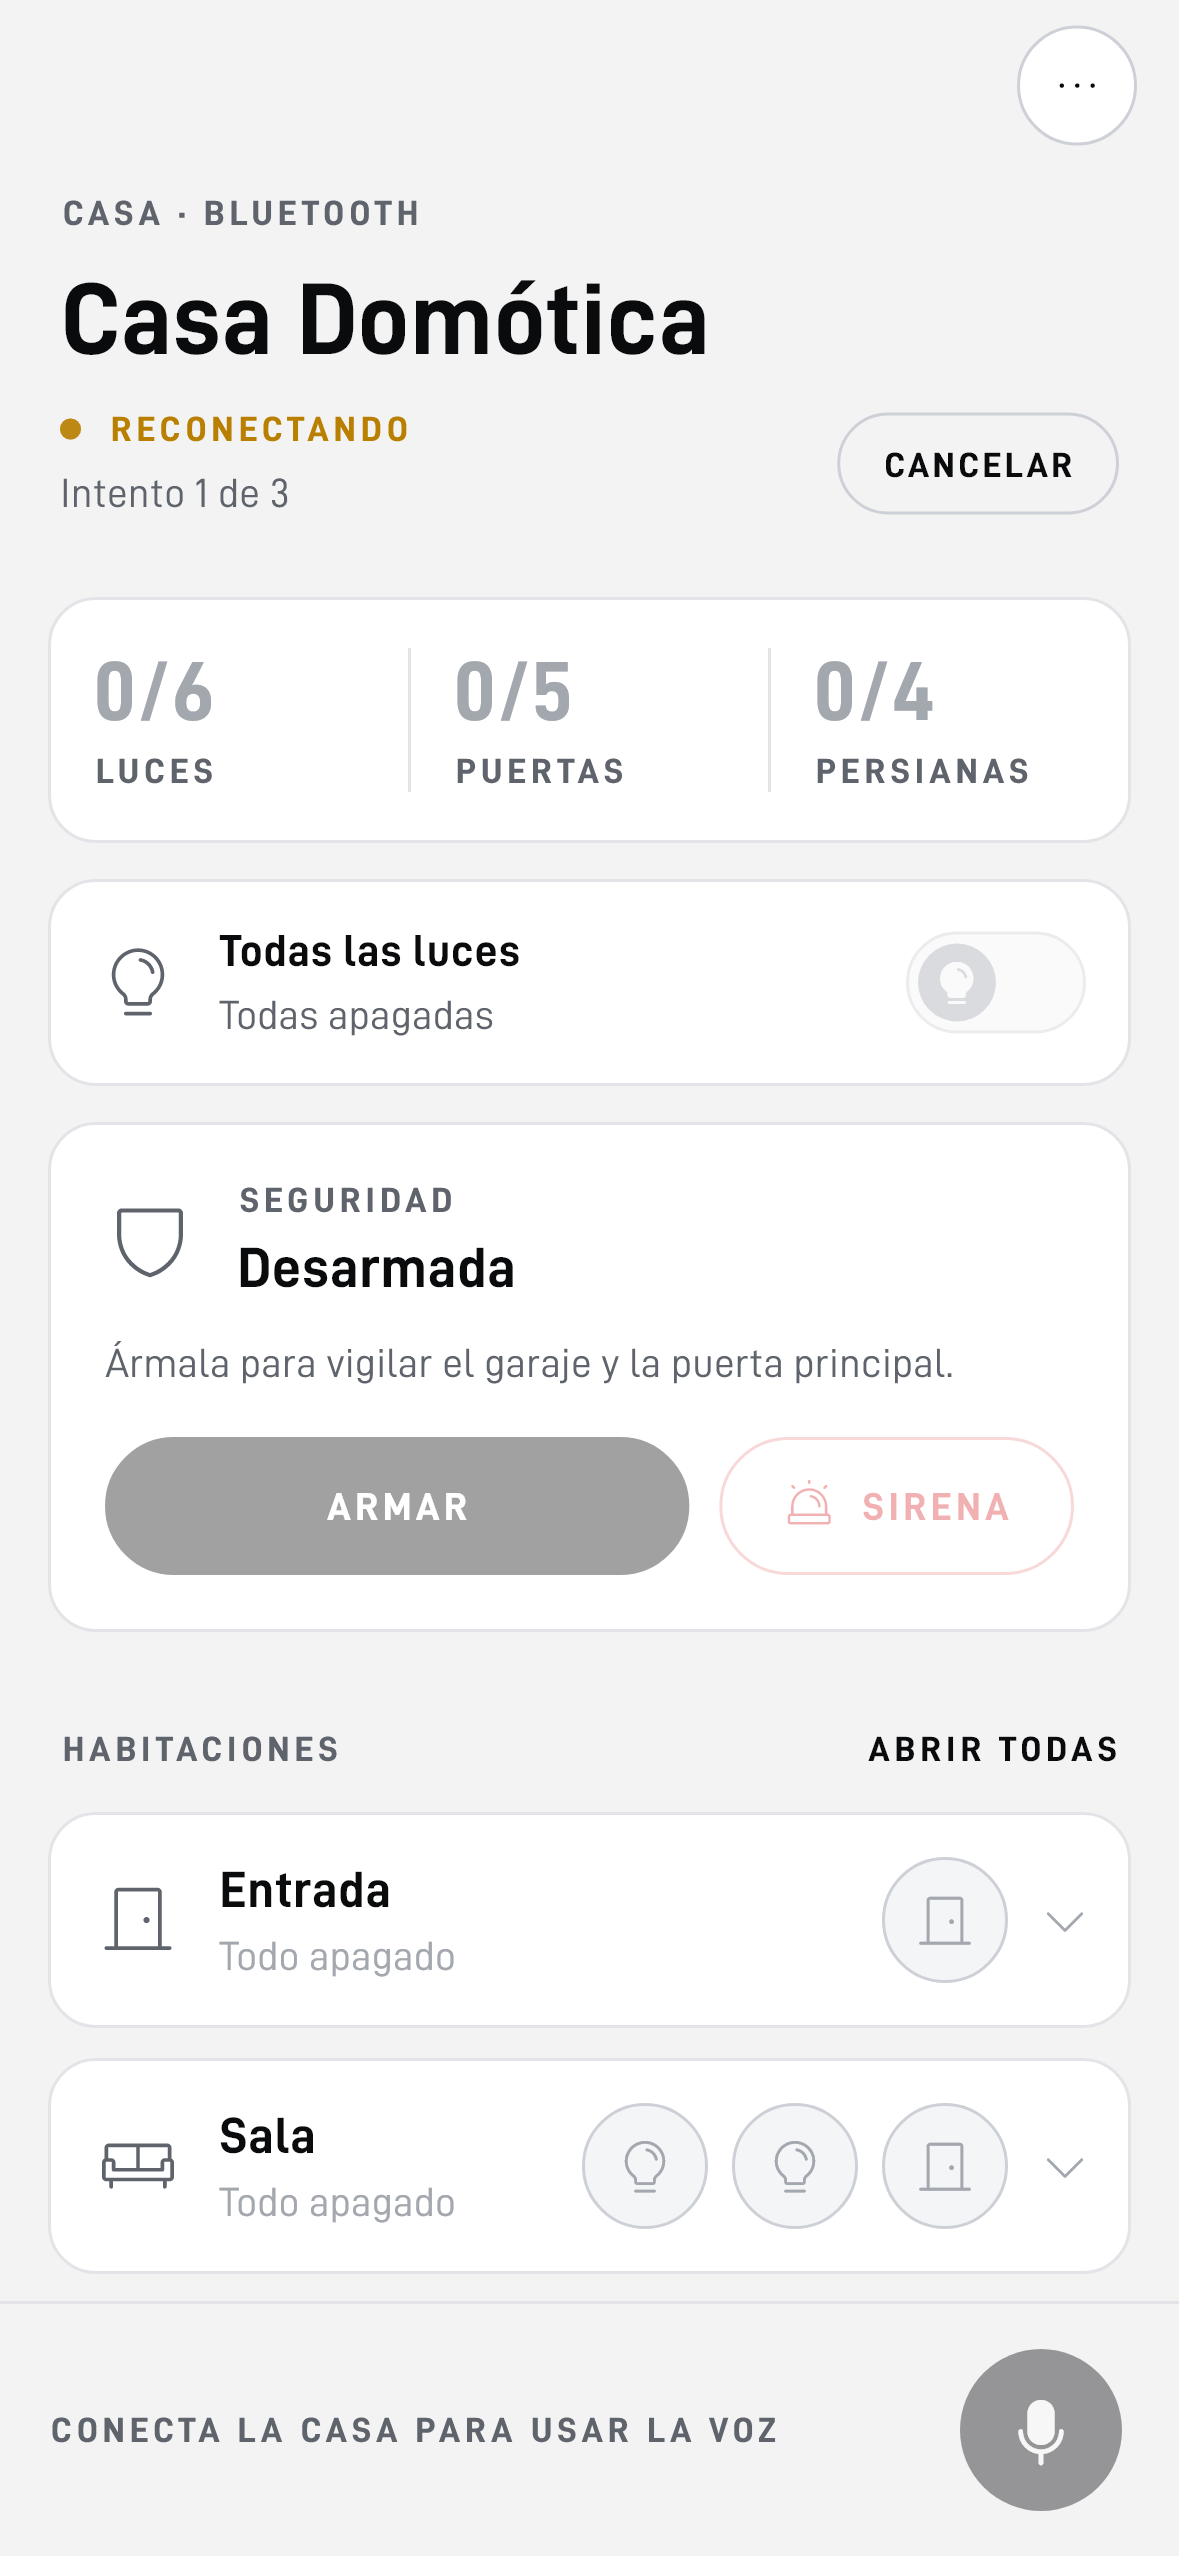 CASA · BLUETOOTH
Casa Domótica
RECONECTANDO
Intento 1 de 3
CANCELAR
0/6
LUCES
0/5
PUERTAS
0/4
PERSIANAS
Todas las luces
Todas apagadas
SEGURIDAD
Desarmada
Ármala para vigilar el garaje y la puerta principal.
ARMAR
SIRENA
HABITACIONES
ABRIR TODAS
Entrada
Todo apagado
Sala
Todo apagado
CONECTA LA CASA PARA USAR LA VOZ